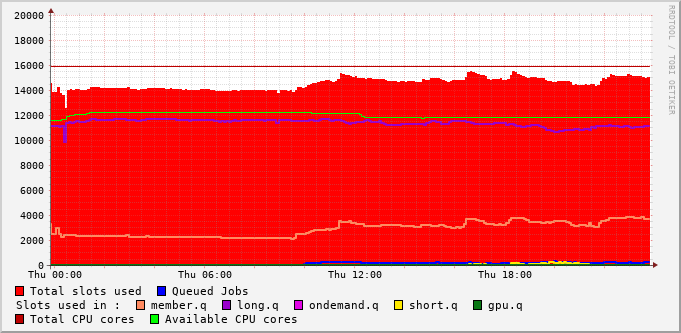 20000
18000
16000
14000
12000
10000
8000
6000
4000
2000
0
Thu 00:00 Thu 06:00 Thu 12:00 Thu 18:00
Total slots used Queued Jobs
Slots used in : member.q long.q ondemand.q short.q gpu.q
Total CPU cores Available CPU cores
RRDTOOL / TOBI OETIKER